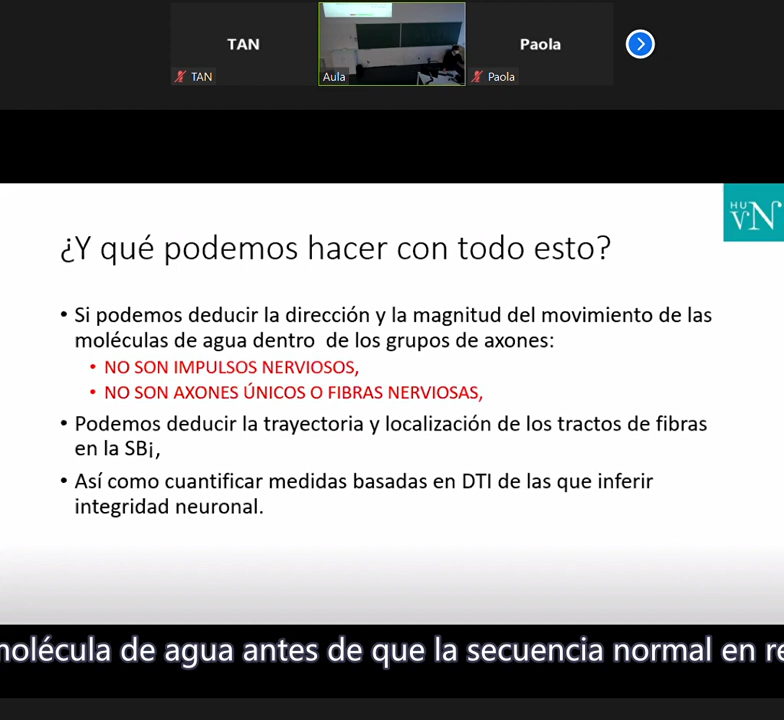 TAN
Paola
TAN
Aula
Paola
HU
VN
¿Y qué podemos hacer con todo esto?
• Si podemos deducir la dirección y la magnitud del movimiento de las
moléculas de agua dentro de los grupos de axones:
• NO SON IMPULSOS NERVIOSOS,
• NO SON AXONES ÚNICOS O FIBRAS NERVIOSAS,
• Podemos deducir la trayectoria y localización de los tractos de fibras
en la SB¡,
• Así como cuantificar medidas basadas en DTI de las que inferir
integridad neuronal.
molécula de agua antes de que la secuencia normal en re